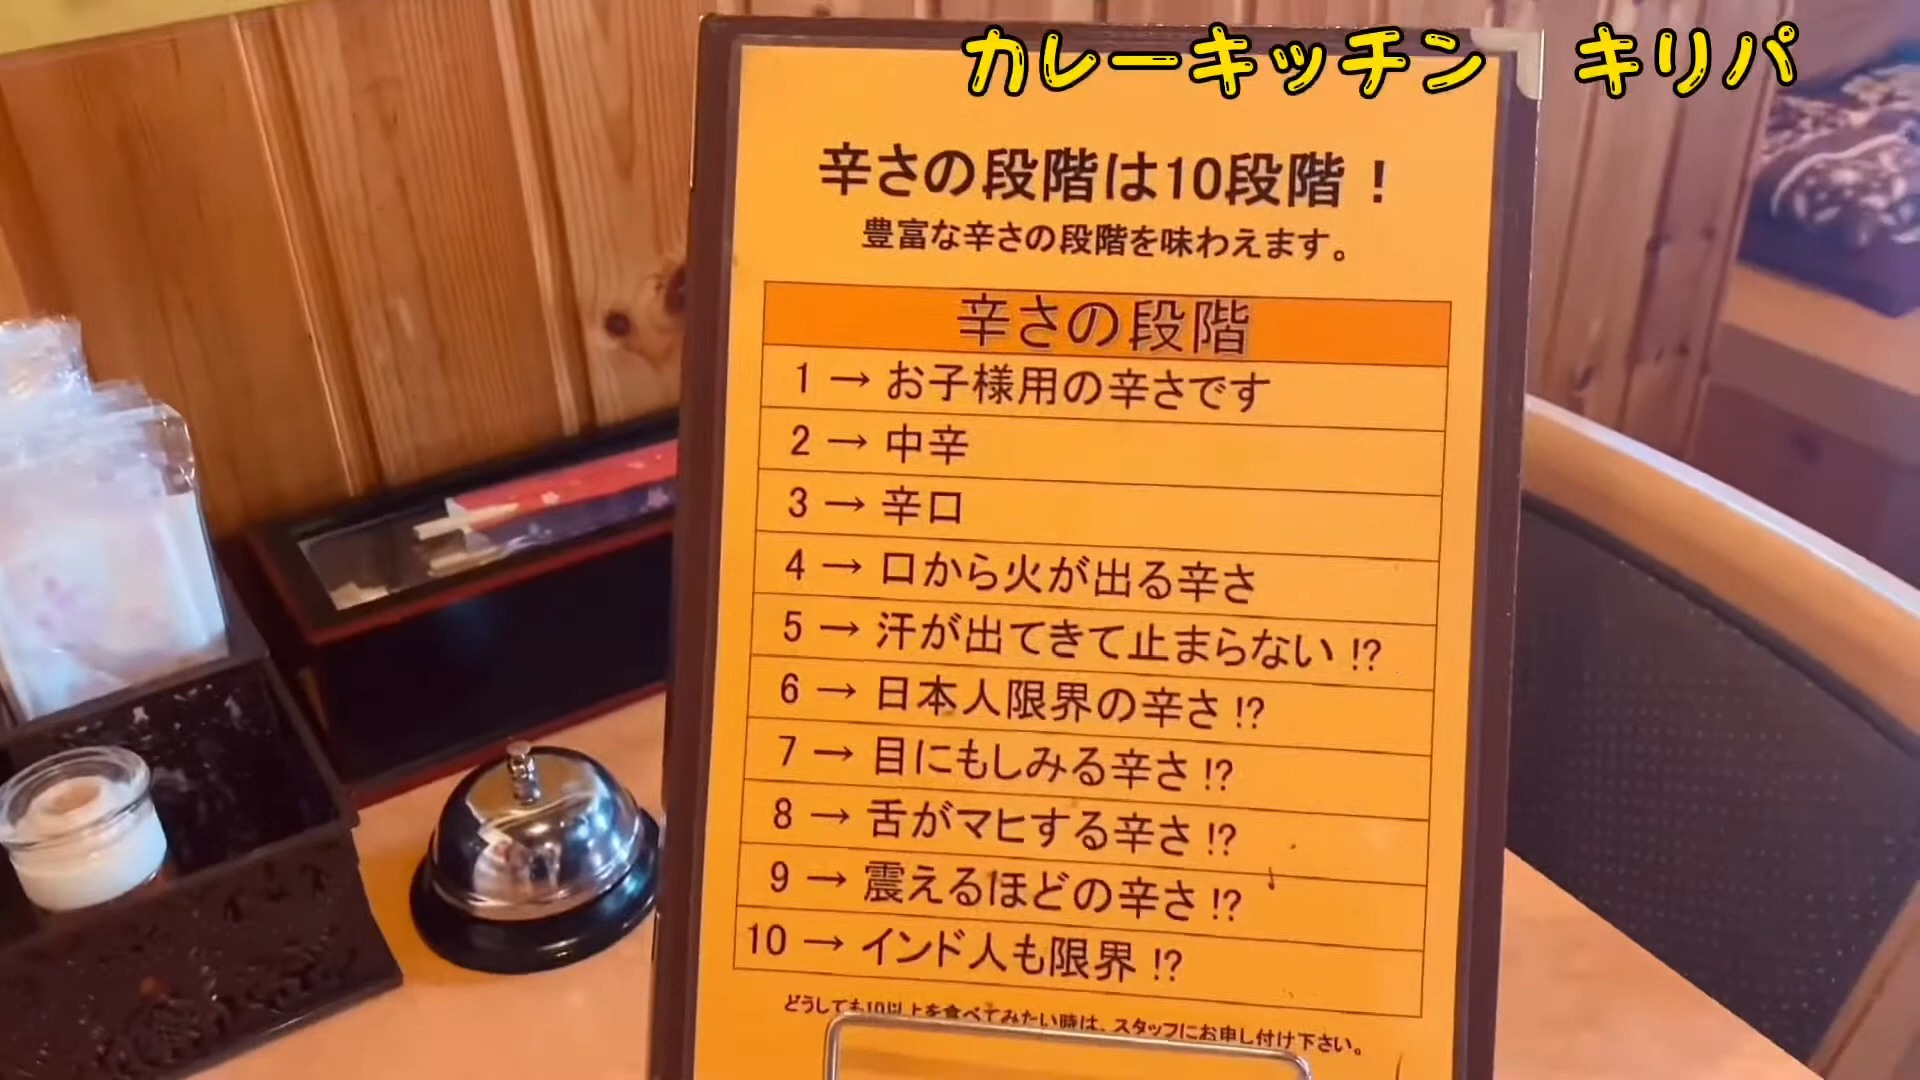 カレーキッチン　キリパ
辛さの段階は10段階！
豊富な辛さの段階を味わえます。
辛さの段階
1 → お子様用の辛さです
2 → 中辛
3 → 辛口
4 → 口から火が出る辛さ
5 → 汗が出てきて止まらない!?
6 → 日本人限界の辛さ!?
7 → 目にもしみる辛さ!?
8 → 舌がマヒする辛さ!?
9 → 震えるほどの辛さ!?
10 → インド人も限界!?
どうしても10以上を食べてみたい時は、スタッフにお申し付け下さい。